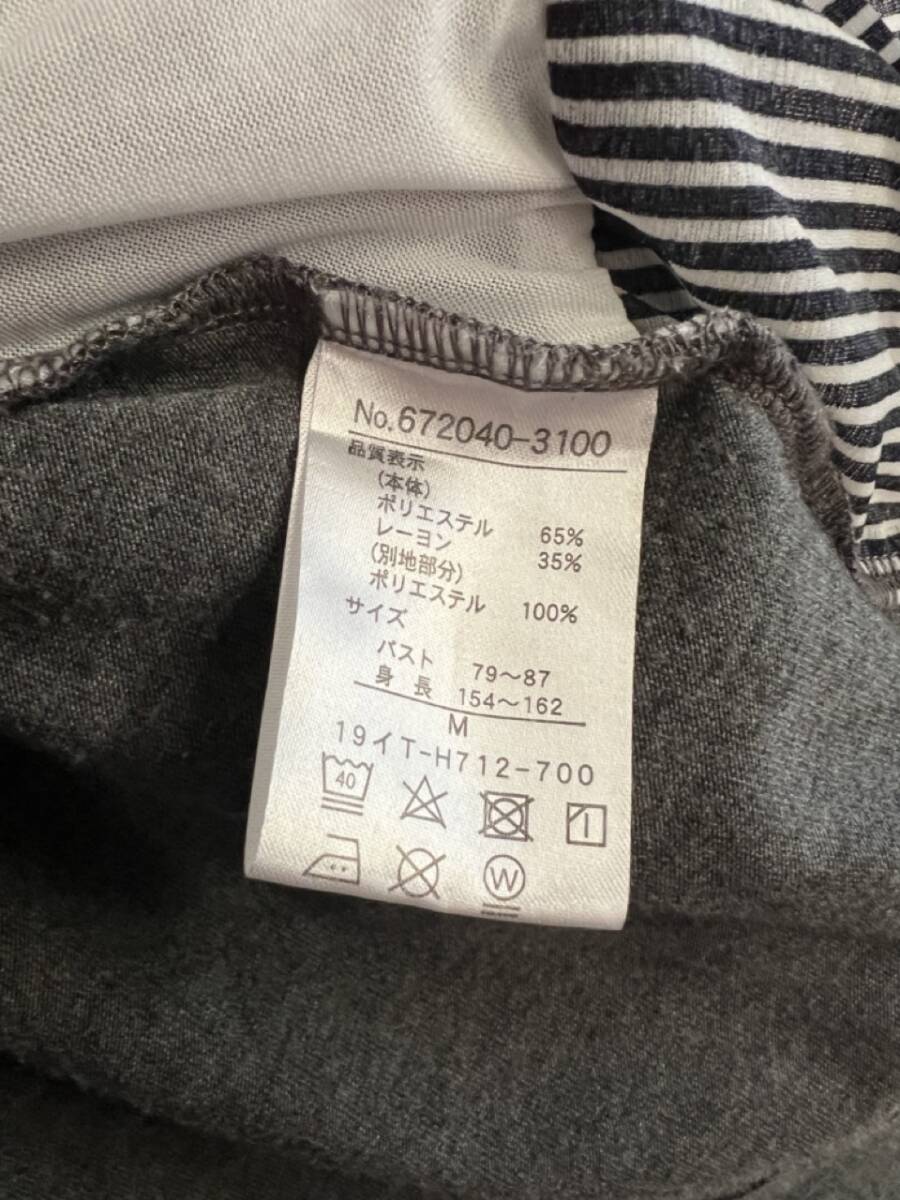 No.672040-3100
品質表示
(本体)
ポリエステル 65%
レーヨン 35%
(別地部分)
ポリエステル 100%
サイズ
バスト 79〜87
身長 154〜162
M
19イT-H712-700
40
W